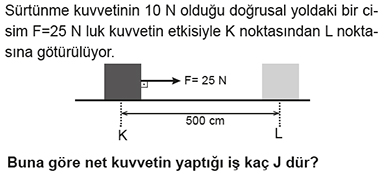 Sürtünme kuvvetinin 10 N olduğu doğrusal yoldaki bir ci-
sim F=25 N luk kuvvetin etkisiyle K noktasından L nokta-
sına götürülüyor.
F= 25 N
500 cm
K L
Buna göre net kuvvetin yaptığı iş kaç J dür?